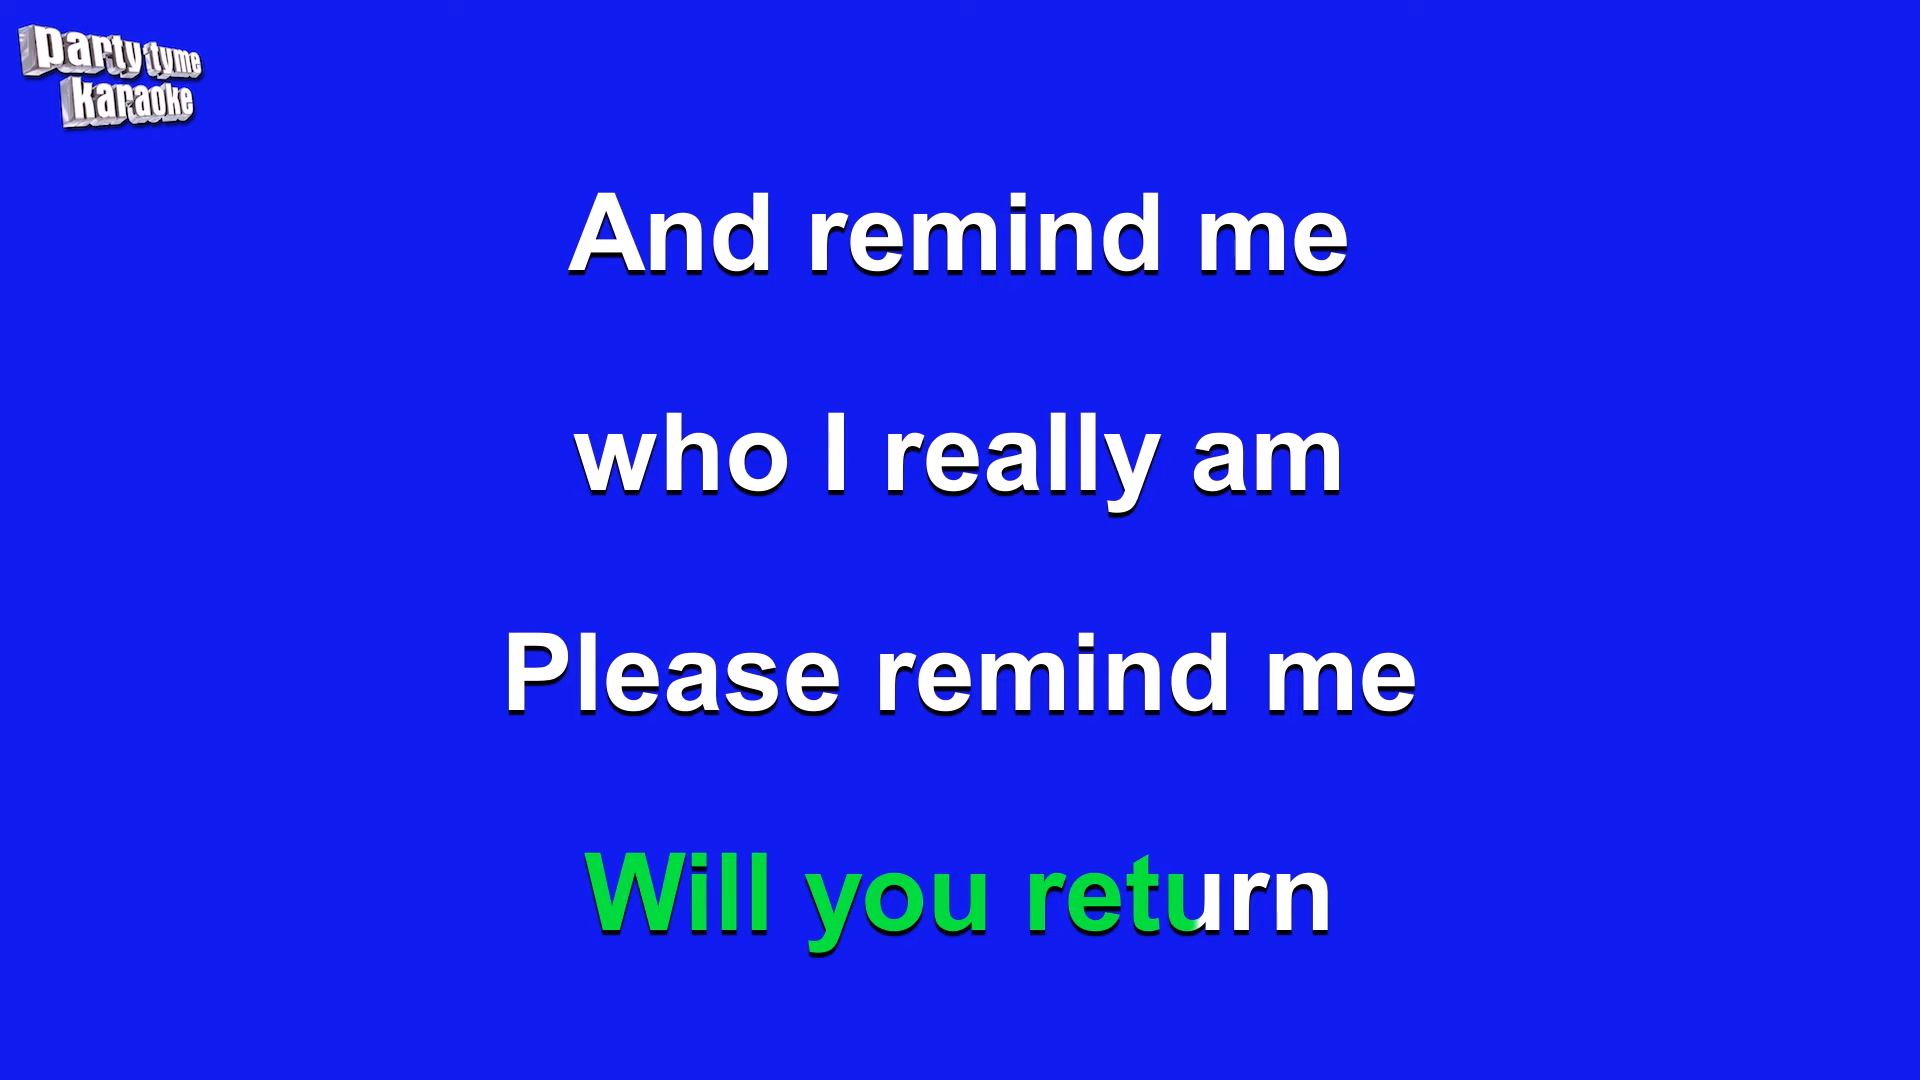 party tyme
karaoke
And remind me
who I really am
Please remind me
Will you return